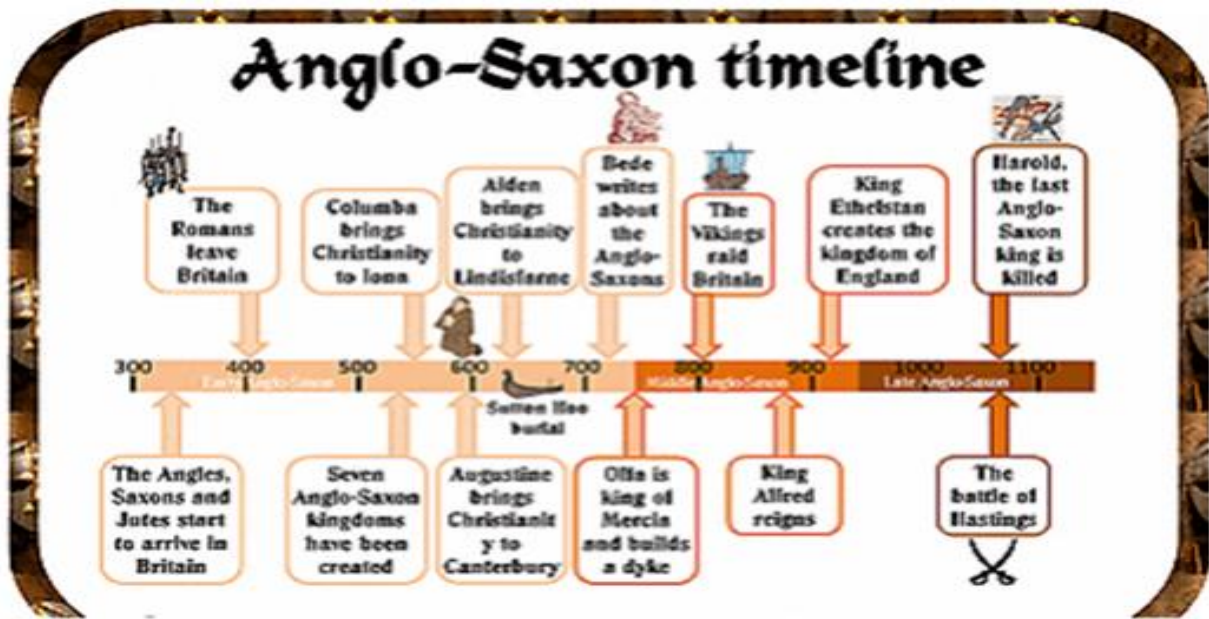 Anglo-Saxon timeline
The
Romans
leave
Britain
Columba
brings
Christianity
to Iona
Aiden
brings
Christianity
to
Lindisfarne
Bede
writes
about
the
Anglo-
Saxons
The
Vikings
raid
Britain
King
Ethelstan
creates the
kingdom of
England
Harold,
the last
Anglo-
Saxon
king is
killed
300 400 500 600 700 800 900 1000 1100
Early Anglo-Saxon
Middle Anglo-Saxon
Late Anglo-Saxon
Sutton Hoo
burial
The Angles,
Saxons and
Jutes start
to arrive in
Britain
Seven
Anglo-Saxon
kingdoms
have been
created
Augustine
brings
Christianit
y to
Canterbury
Offa is
king of
Mercia
and builds
a dyke
King
Alfred
reigns
The
battle of
Hastings